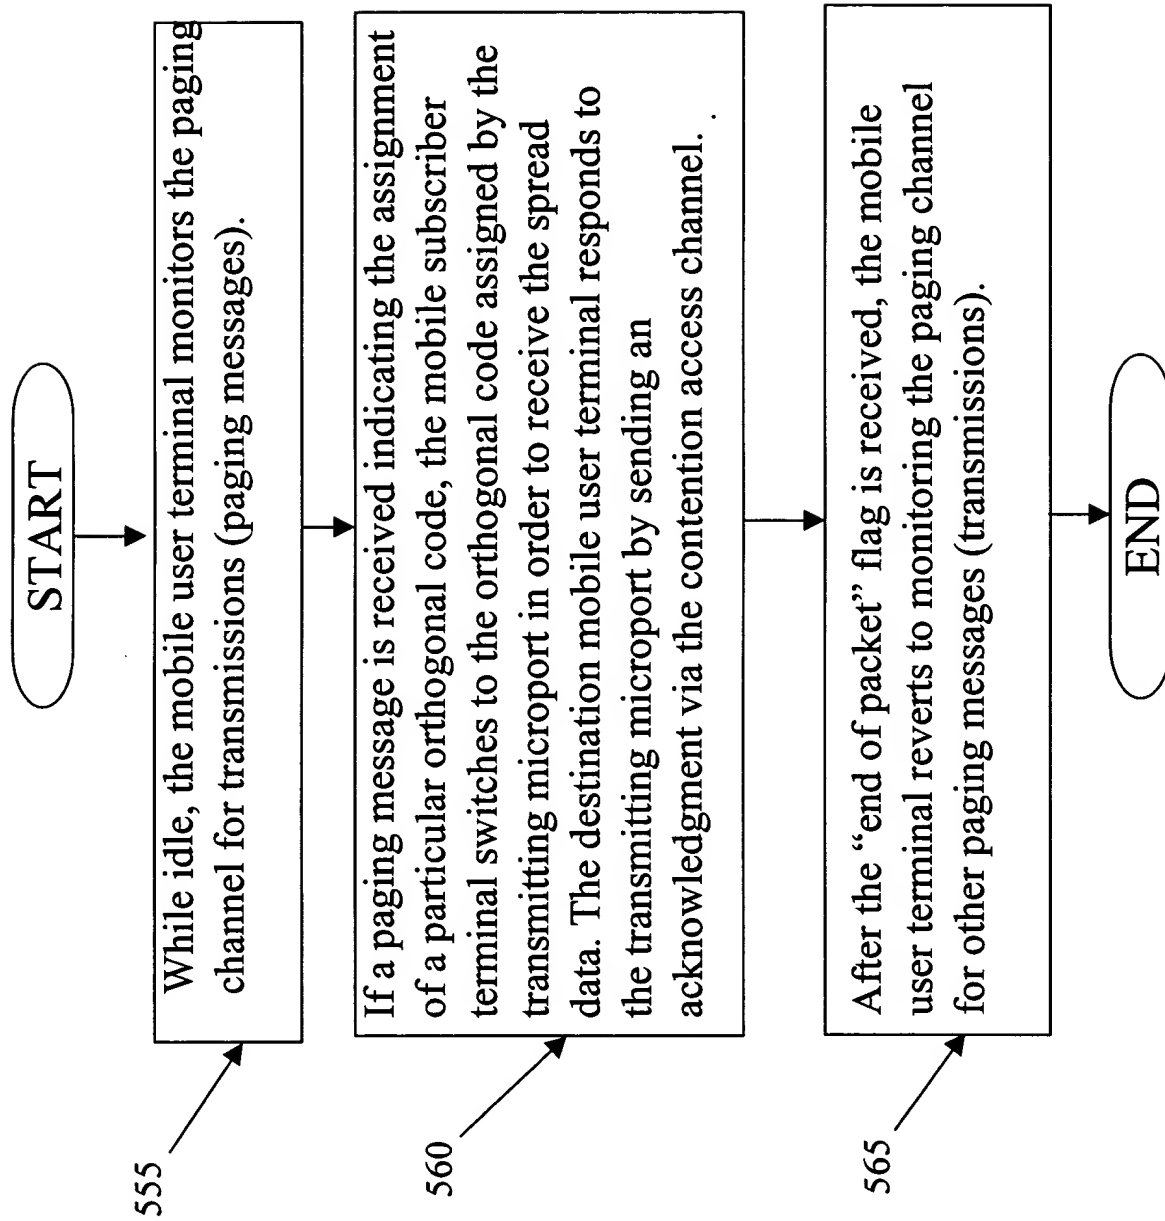 START
While idle, the mobile user terminal monitors the paging
channel for transmissions (paging messages).
555
If a paging message is received indicating the assignment
of a particular orthogonal code, the mobile subscriber
terminal switches to the orthogonal code assigned by the
transmitting microport in order to receive the spread
data. The destination mobile user terminal responds to
the transmitting microport by sending an
acknowledgment via the contention access channel.
560
After the “end of packet” flag is received, the mobile
user terminal reverts to monitoring the paging channel
for other paging messages (transmissions).
565
END